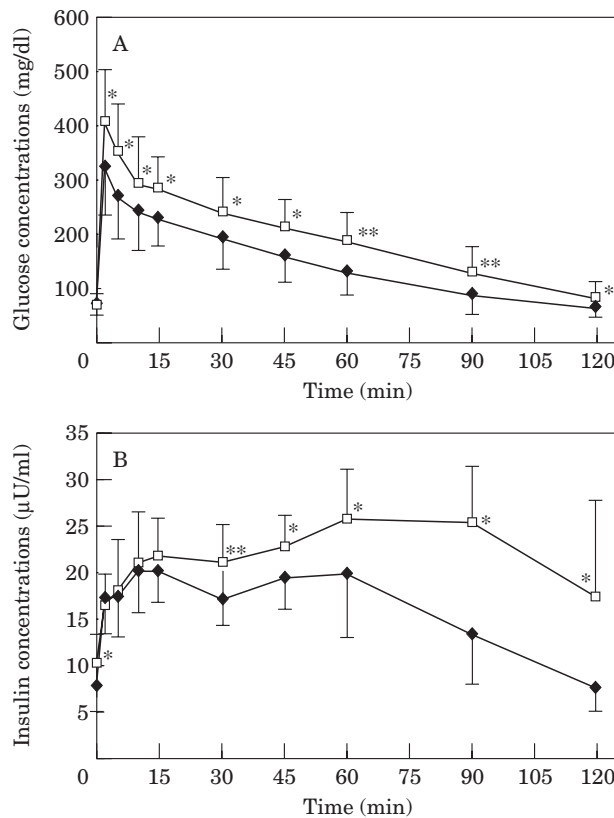 600
A
500
400
300
200
100
0 15 30 45 60 75 90 105 120
Glucose concentrations (mg/dl)
Time (min)
* * * * * * ** ** *
35
B
30
25
20
15
10
5
0 15 30 45 60 75 90 105 120
Insulin concentrations (µU/ml)
Time (min)
* ** * * * *